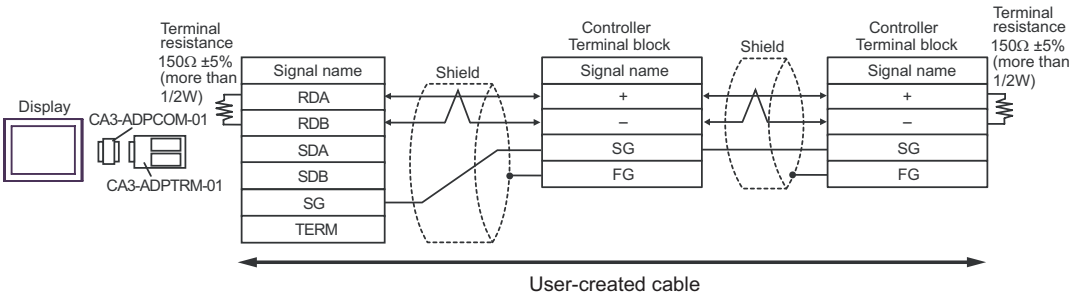 Display
CA3-ADPCOM-01
CA3-ADPTRM-01
Terminal
resistance
150Ω ±5%
(more than
1/2W)
Signal name
RDA
RDB
SDA
SDB
SG
TERM
Shield
Controller
Terminal block
Signal name
+
–
SG
FG
Shield
Controller
Terminal block
Signal name
+
–
SG
FG
Terminal
resistance
150Ω ±5%
(more than
1/2W)
User-created cable